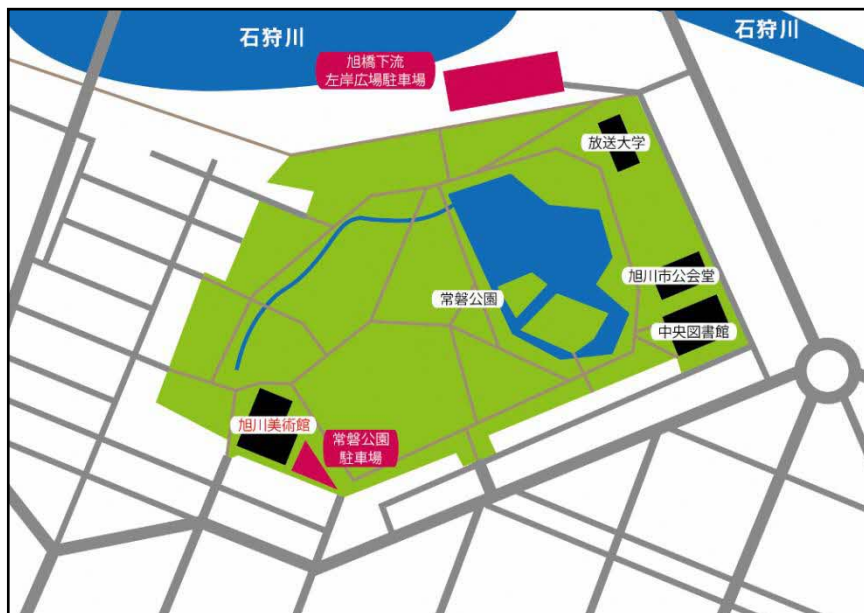 石狩川
石狩川
旭橋下流
左岸広場駐車場
放送大学
旭川市公会堂
常磐公園
中央図書館
旭川美術館
常磐公園
駐車場